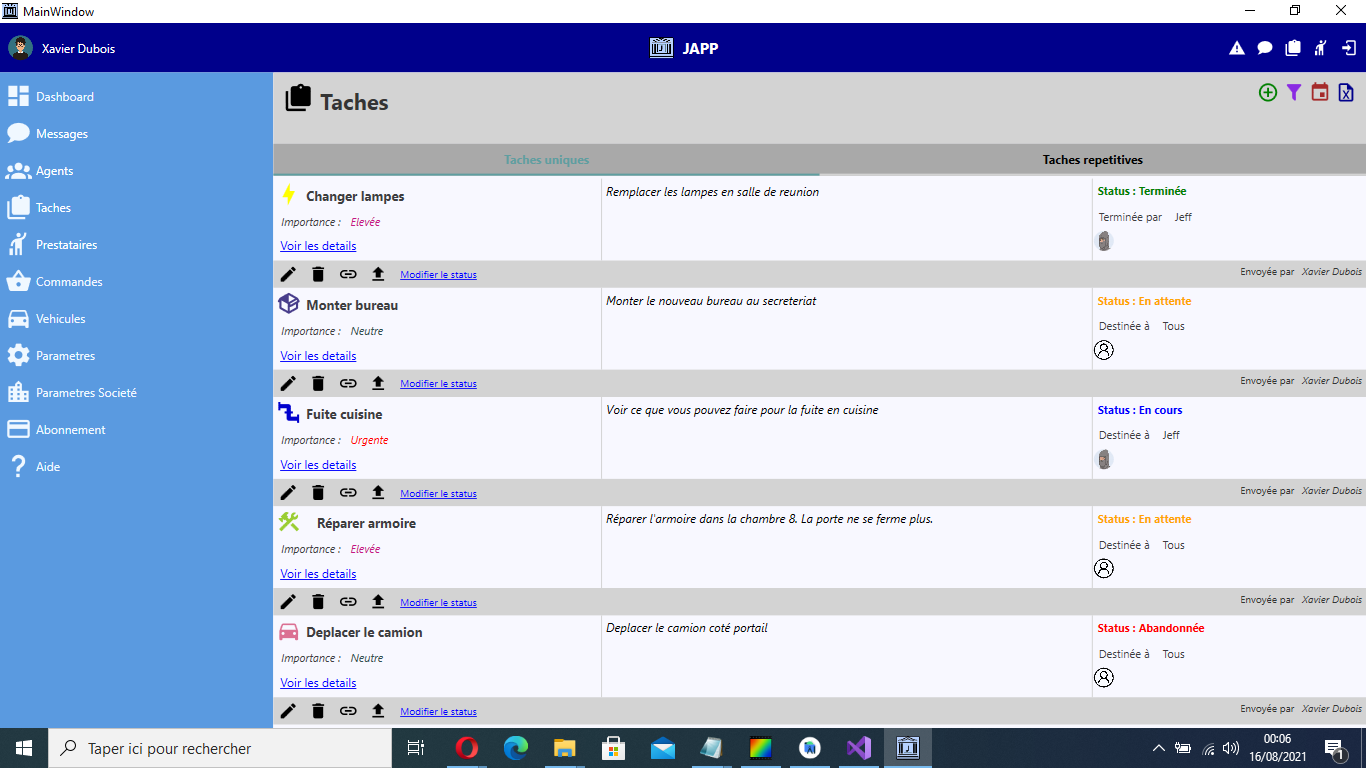 MainWindow
Xavier Dubois
JAPP
Dashboard
Messages
Agents
Taches
Prestataires
Commandes
Vehicules
Parametres
Parametres Societé
Abonnement
Aide
Taches
Taches uniques
Taches repetitives
Changer lampes
Importance : Elevée
Voir les details
Remplacer les lampes en salle de reunion
Status : Terminée
Terminée par Jeff
Modifier le status
Envoyée par Xavier Dubois
Monter bureau
Importance : Neutre
Voir les details
Monter le nouveau bureau au secreteriat
Status : En attente
Destinée à Tous
Modifier le status
Envoyée par Xavier Dubois
Fuite cuisine
Importance : Urgente
Voir les details
Voir ce que vous pouvez faire pour la fuite en cuisine
Status : En cours
Destinée à Jeff
Modifier le status
Envoyée par Xavier Dubois
Réparer armoire
Importance : Elevée
Voir les details
Réparer l'armoire dans la chambre 8. La porte ne se ferme plus.
Status : En attente
Destinée à Tous
Modifier le status
Envoyée par Xavier Dubois
Deplacer le camion
Importance : Neutre
Voir les details
Deplacer le camion coté portail
Status : Abandonnée
Destinée à Tous
Modifier le status
Envoyée par Xavier Dubois
Taper ici pour rechercher
00:06
16/08/2021
1